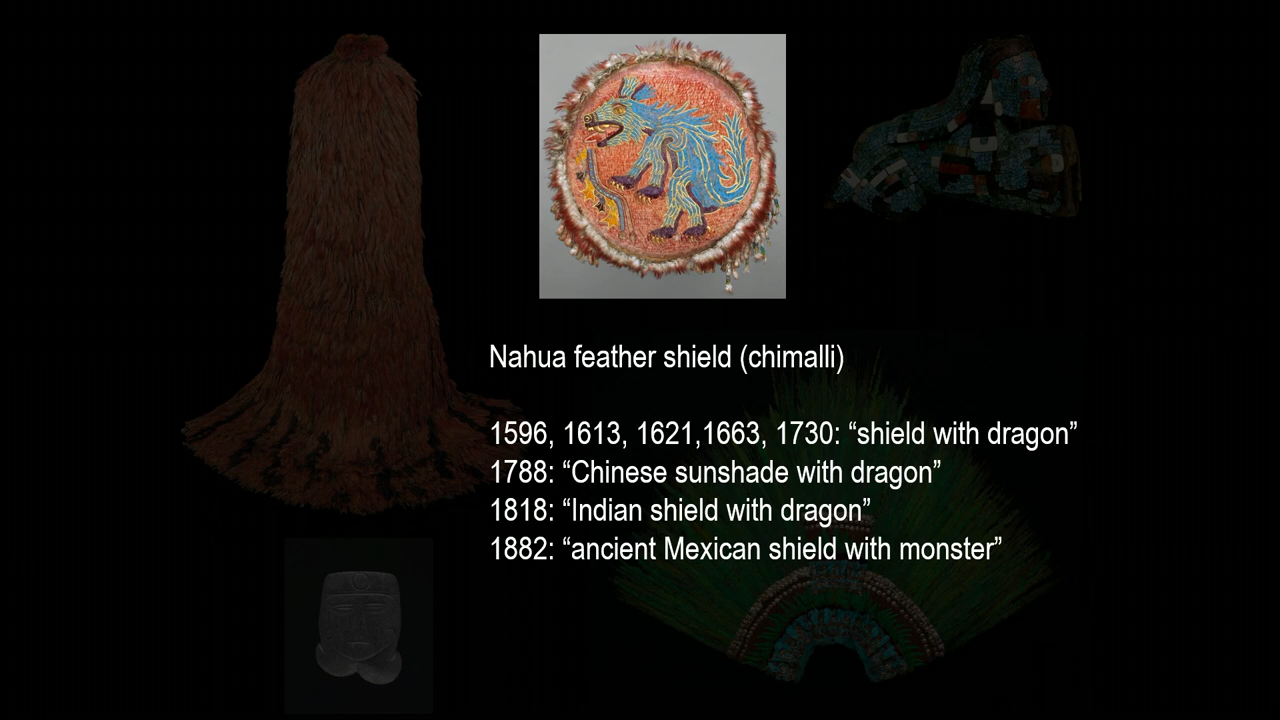 Nahua feather shield (chimalli)
1596, 1613, 1621,1663, 1730: “shield with dragon”
1788: “Chinese sunshade with dragon”
1818: “Indian shield with dragon”
1882: “ancient Mexican shield with monster”